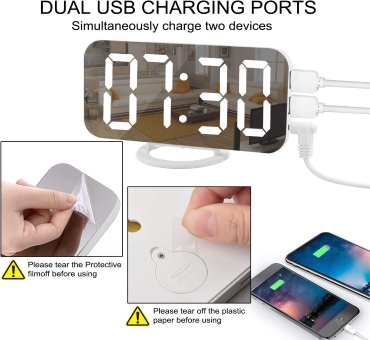 DUAL USB CHARGING PORTS
Simultaneously charge two devices
07:30
Please tear the Protective
filmoff before using
Please tear off the plastic
paper before using